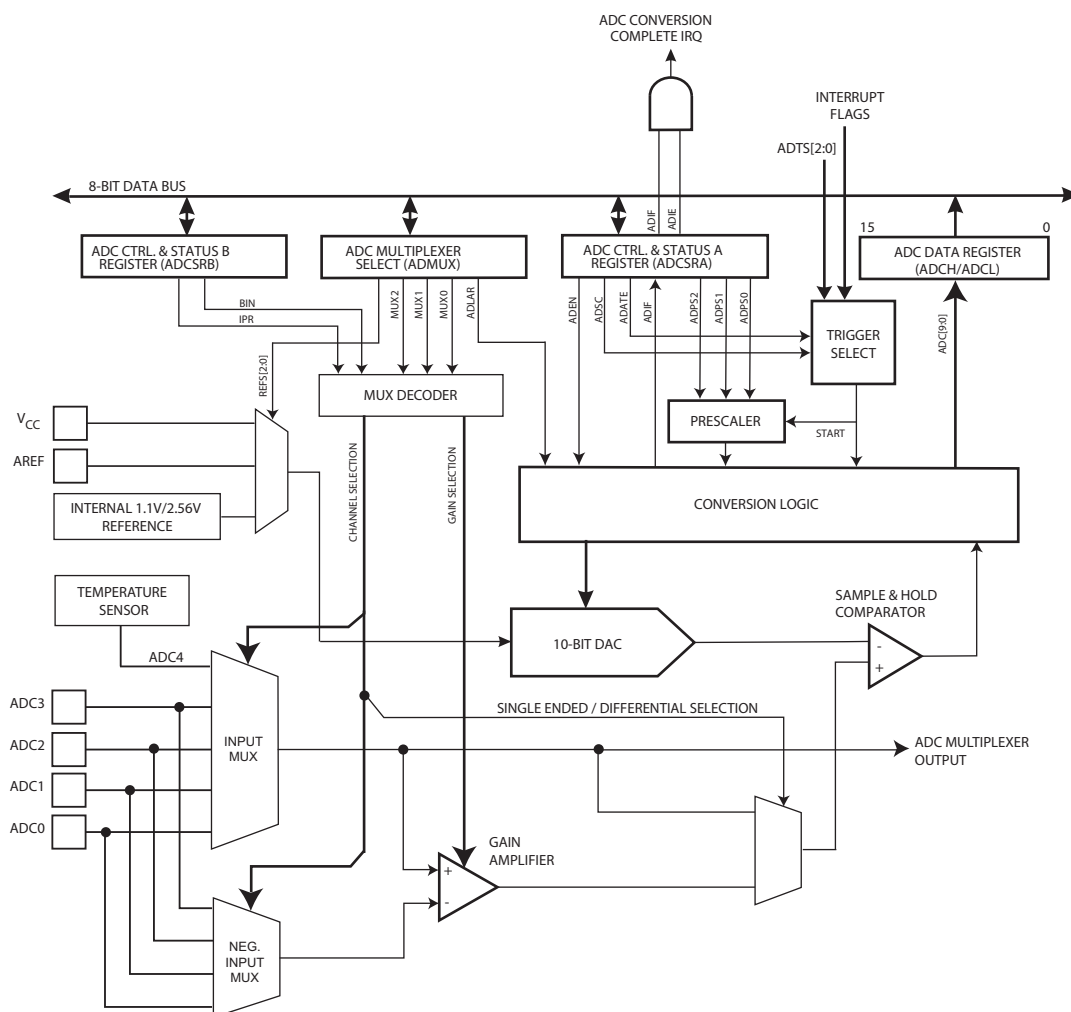 ADC CONVERSION
COMPLETE IRQ
INTERRUPT
FLAGS
ADTS[2:0]
8-BIT DATA BUS
ADIF
ADIE
15
0
ADC CTRL. & STATUS B
REGISTER (ADCSRB)
ADC MULTIPLEXER
SELECT (ADMUX)
ADC CTRL. & STATUS A
REGISTER (ADCSRA)
ADC DATA REGISTER
(ADCH/ADCL)
BIN
IPR
REFS[2:0]
MUX2
MUX1
MUX0
ADLAR
ADEN
ADSC
ADATE
ADIF
ADPS2
ADPS1
ADPS0
ADC[9:0]
TRIGGER
SELECT
MUX DECODER
PRESCALER
START
VCC
AREF
INTERNAL 1.1V/2.56V
REFERENCE
CHANNEL SELECTION
GAIN SELECTION
CONVERSION LOGIC
TEMPERATURE
SENSOR
ADC4
10-BIT DAC
SAMPLE & HOLD
COMPARATOR
-
+
ADC3
ADC2
ADC1
ADC0
INPUT
MUX
SINGLE ENDED / DIFFERENTIAL SELECTION
ADC MULTIPLEXER
OUTPUT
GAIN
AMPLIFIER
+
-
NEG.
INPUT
MUX